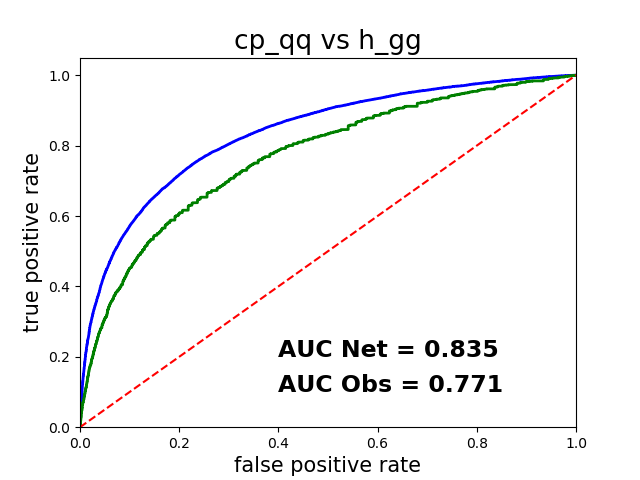 cp_qq vs h_gg
true positive rate
1.0
0.8
0.6
0.4
0.2
0.0
AUC Net = 0.835
AUC Obs = 0.771
0.0 0.2 0.4 0.6 0.8 1.0
false positive rate